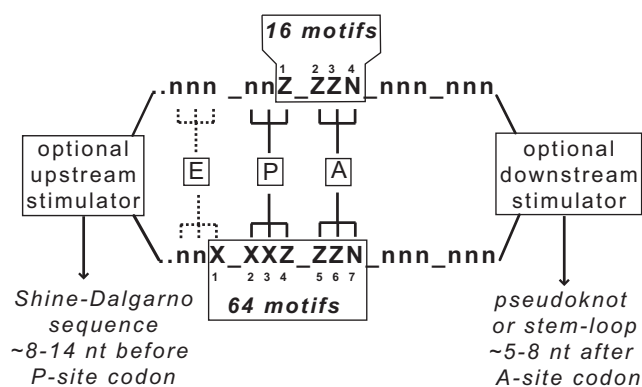 16 motifs
1 2 3 4
..nnn _nnZ_ZZN_nnn_nnn
optional
upstream
stimulator
E
P
A
optional
downstream
stimulator
..nnX_XXZ_ZZN_nnn_nnn
1 2 3 4 5 6 7
64 motifs
Shine-Dalgarno
sequence
~8-14 nt before
P-site codon
pseudoknot
or stem-loop
~5-8 nt after
A-site codon